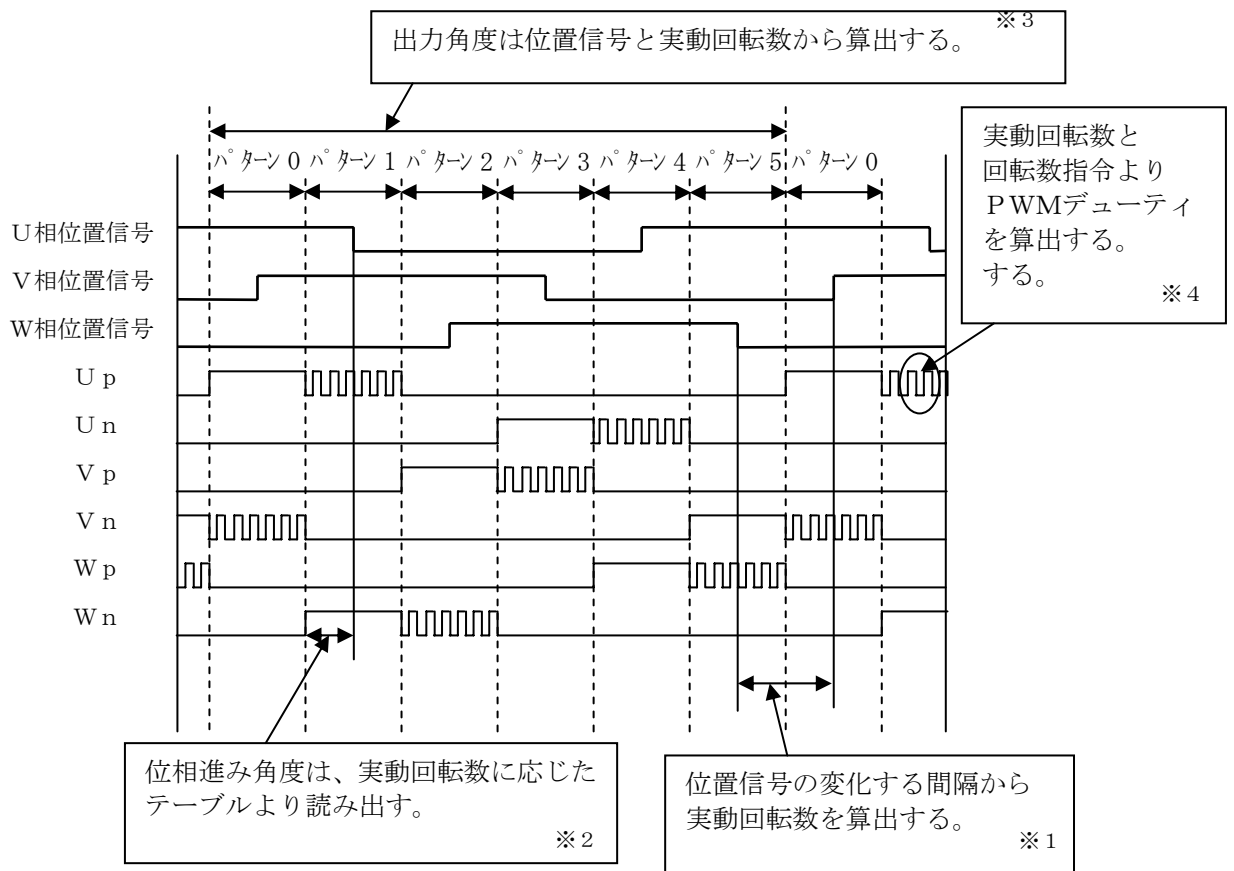 ※３
出力角度は位置信号と実動回転数から算出する。
実動回転数と
回転数指令より
ＰＷＭデューティ
を算出する。
する。
※４
ﾊﾟﾀｰﾝ 0 ﾊﾟﾀｰﾝ 1 ﾊﾟﾀｰﾝ 2 ﾊﾟﾀｰﾝ 3 ﾊﾟﾀｰﾝ 4 ﾊﾟﾀｰﾝ 5 ﾊﾟﾀｰﾝ 0
Ｕ相位置信号
Ｖ相位置信号
Ｗ相位置信号
Ｕｐ
Ｕｎ
Ｖｐ
Ｖｎ
Ｗｐ
Ｗｎ
位相進み角度は、実動回転数に応じた
テーブルより読み出す。
※２
位置信号の変化する間隔から
実動回転数を算出する。
※１